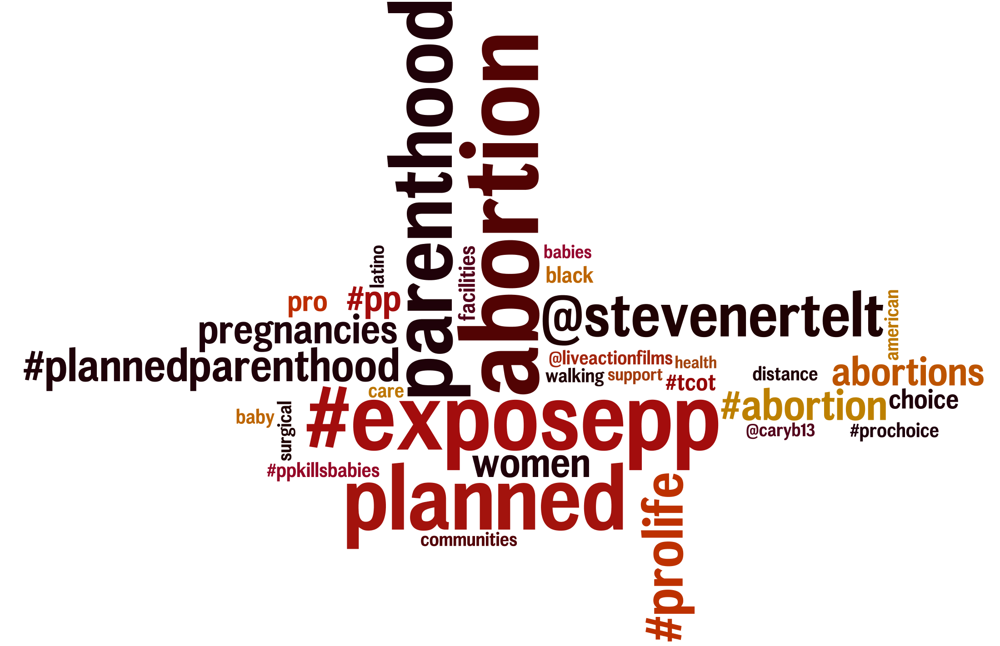 parenthood
abortion
latino
facilities
babies
black
pro
#pp
@stevenertelt
american
pregnancies
#plannedparenthood
@liveactionfilms
health
walking
support
#tcot
distance
abortions
care
#exposepp
#abortion
choice
baby
surgical
@caryb13
#prochoice
women
#ppkillsbabies
planned
#prolife
communities